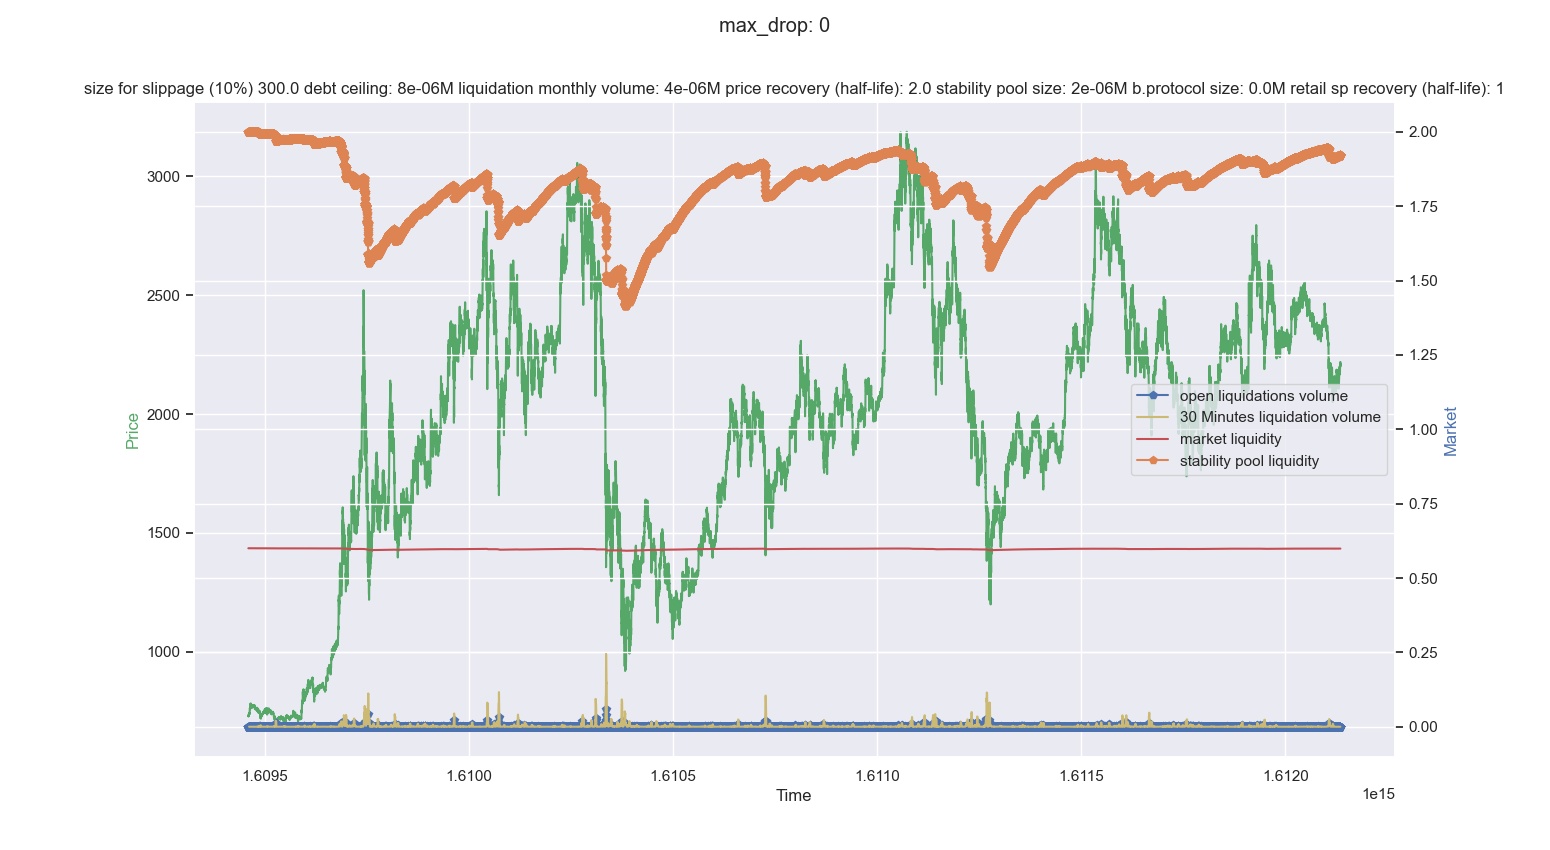 max_drop: 0
size for slippage (10%) 300.0 debt ceiling: 8e-06M liquidation monthly volume: 4e-06M price recovery (half-life): 2.0 stability pool size: 2e-06M b.protocol size: 0.0M retail sp recovery (half-life): 1
3000
2500
2000
1500
1000
Price
2.00
1.75
1.50
1.25
1.00
0.75
0.50
0.25
0.00
Market
open liquidations volume
30 Minutes liquidation volume
market liquidity
stability pool liquidity
1.6095 1.6100 1.6105 1.6110 1.6115 1.6120
Time
1e15